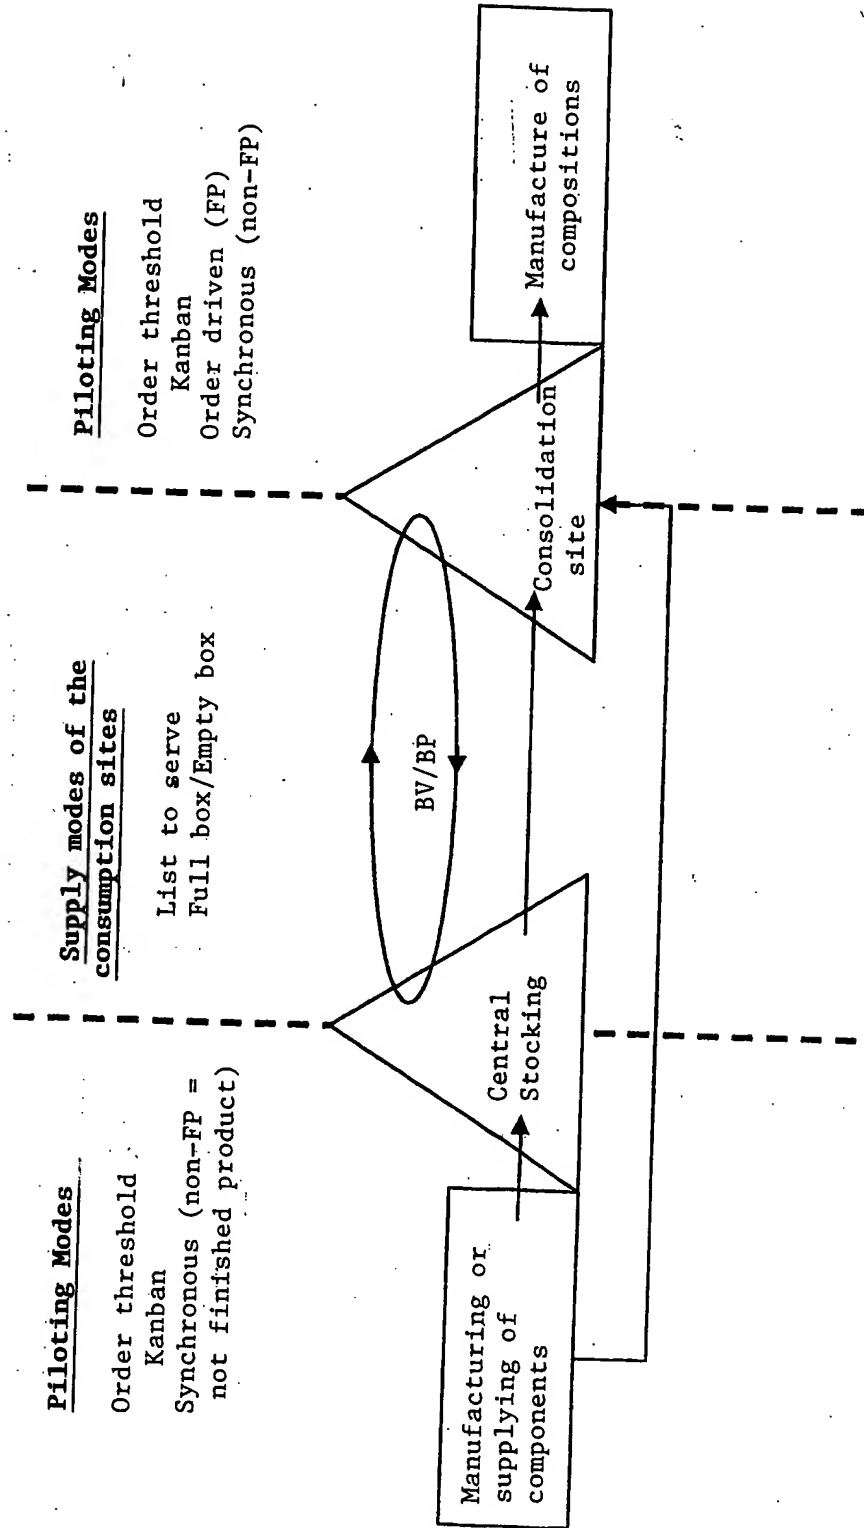 Piloting Modes
Order threshold
Kanban
Synchronous (non-FP =
not finished product)
Supply modes of the
consumption sites
List to serve
Full box/Empty box
Piloting Modes
Order threshold
Kanban
Order driven (FP)
Synchronous (non-FP)
BV/BP
Manufacturing or
supplying of
components
Central
Stocking
Consolidation
site
Manufacture of
compositions